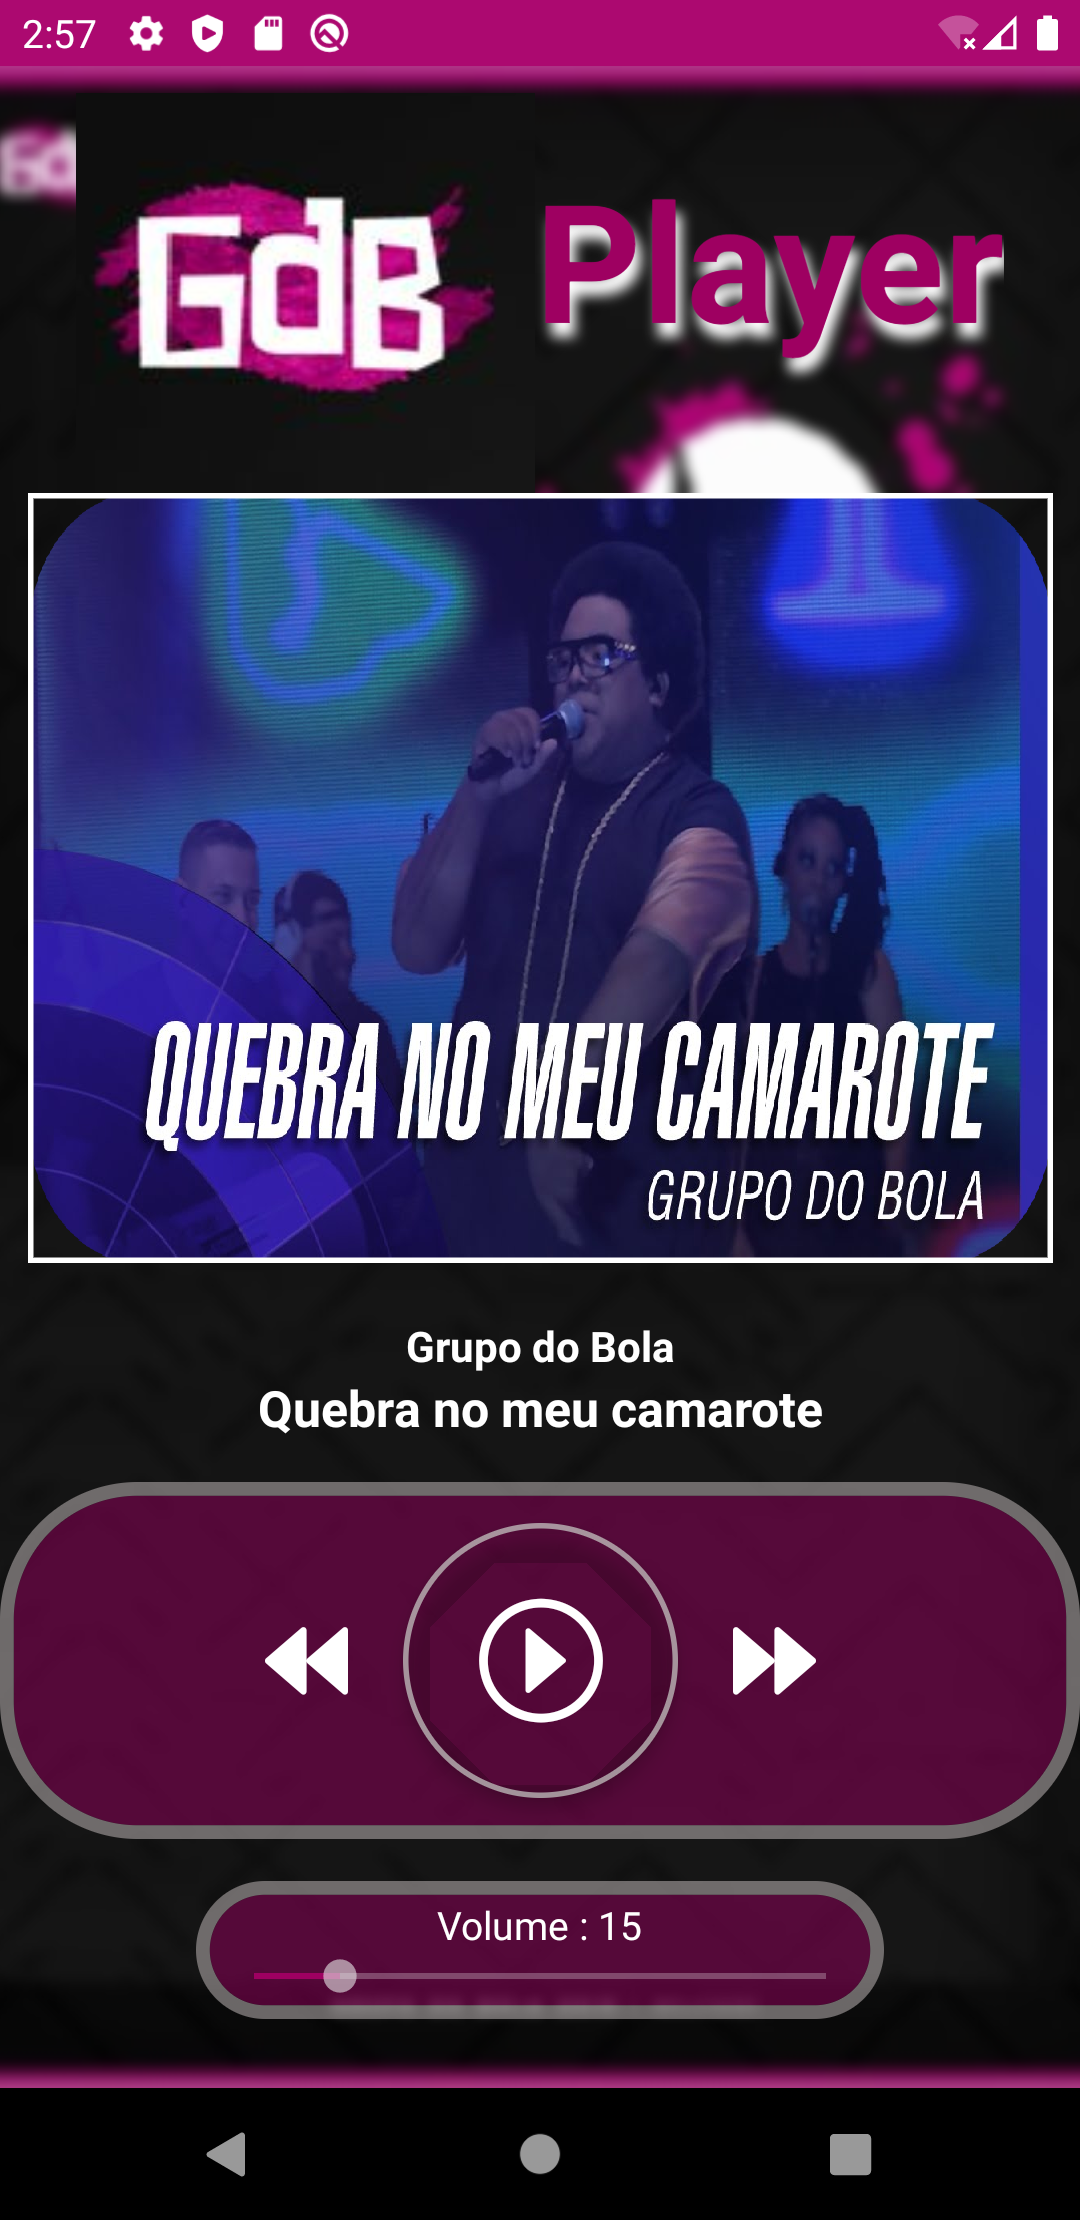 2:57
GdB
Player
QUEBRA NO MEU CAMAROTE
GRUPO DO BOLA
Grupo do Bola
Quebra no meu camarote
Volume : 15